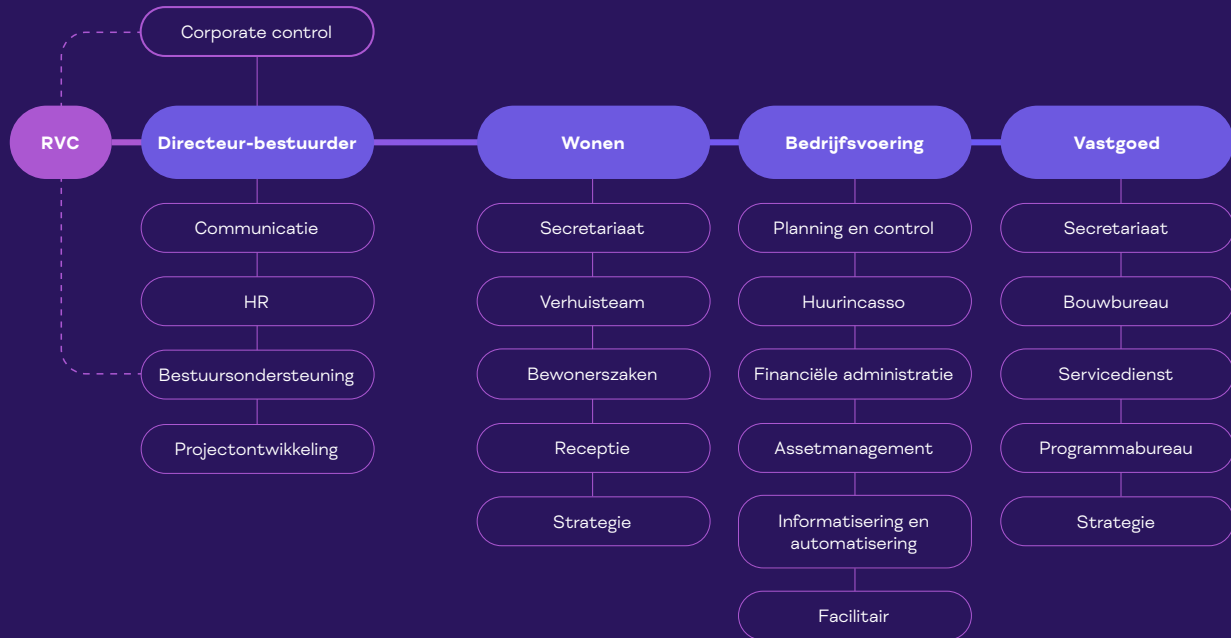 Corporate control
RVC
Directeur-bestuurder
Communicatie
HR
Bestuursondersteuning
Projectontwikkeling
Wonen
Secretariaat
Verhuisteam
Bewonerszaken
Receptie
Strategie
Bedrijfsvoering
Planning en control
Huurincasso
Financiële administratie
Assetmanagement
Informatisering en
automatisering
Facilitair
Vastgoed
Secretariaat
Bouwbureau
Servicedienst
Programmabureau
Strategie